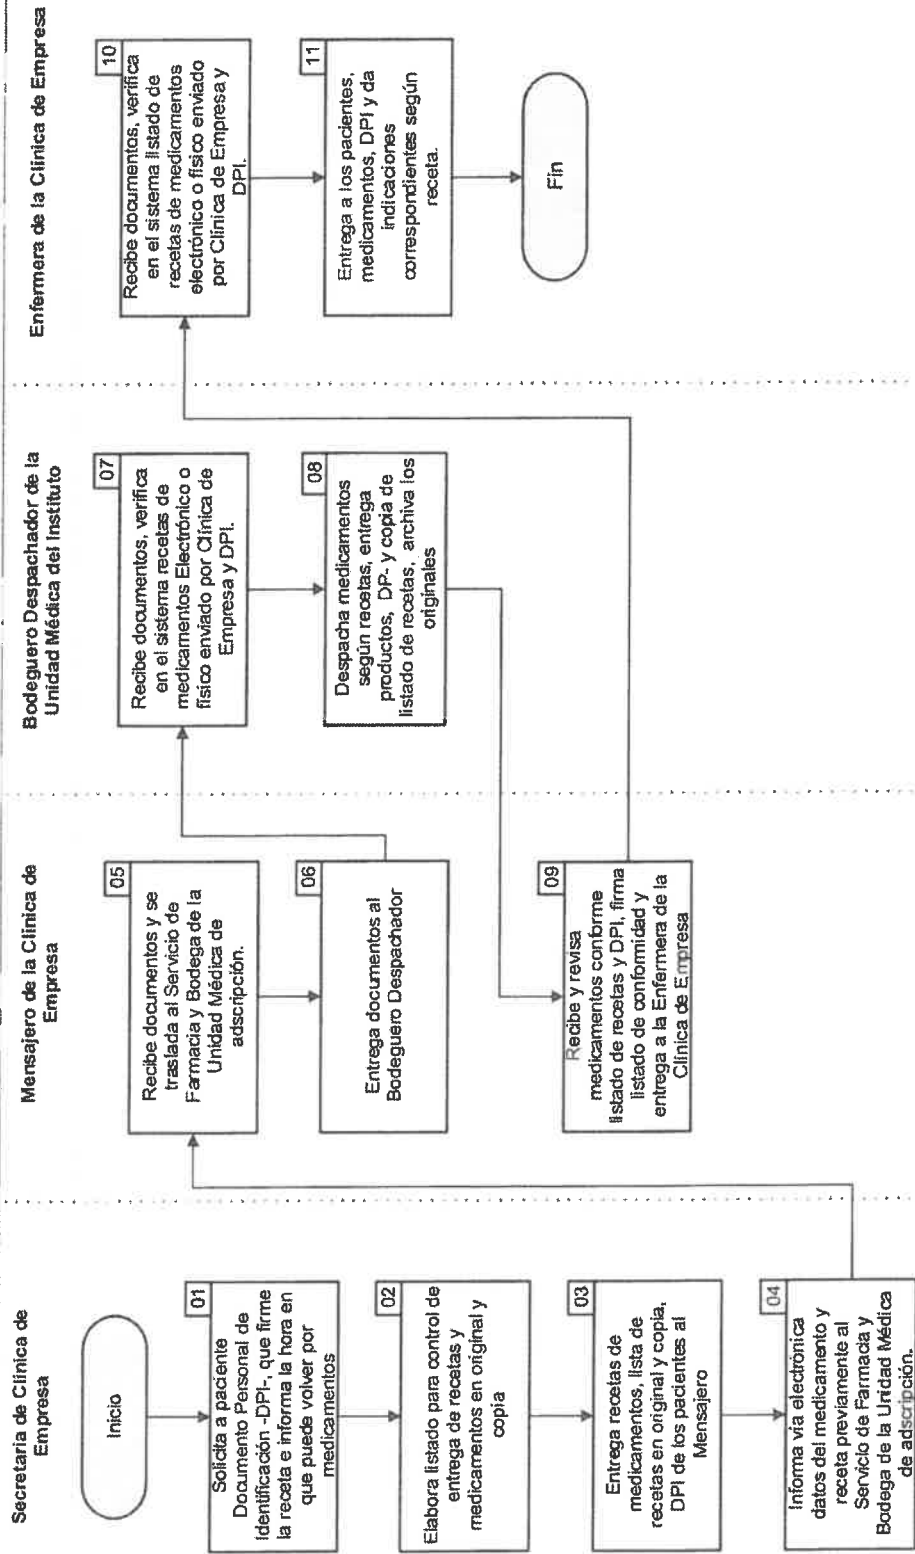 Secretaria de Clínica de
Empresa
Inicio
01
Solicita a paciente
Documento Personal de
Identificación -DPI-, que firme
la receta e informa la hora en
que puede volver por
medicamentos
02
Elabora listado para control de
entrega de recetas y
medicamentos en original y
copia
03
Entrega recetas de
medicamentos, lista de
recetas en original y copia,
DPI de los pacientes al
Mensajero
04
Informa vía electrónica
datos del medicamento y
receta previamente al
Servicio de Farmacia y
Bodega de la Unidad Médica
de adscripción.
Mensajero de la Clínica de
Empresa
05
Recibe documentos y se
traslada al Servicio de
Farmacia y Bodega de la
Unidad Médica de
adscripción.
06
Entrega documentos al
Bodeguero Despachador
09
Recibe y revisa
medicamentos conforme
listado de recetas y DPI, firma
listado de conformidad y
entrega a la Enfermera de la
Clínica de Empresa
Bodeguero Despachador de la
Unidad Médica del Instituto
07
Recibe documentos, verifica
en el sistema recetas de
medicamentos Electrónico o
físico enviado por Clínica de
Empresa y DPI.
08
Despacha medicamentos
según recetas, entrega
productos, DP- y copia de
listado de recetas, archiva los
originales
Enfermera de la Clínica de Empresa
10
Recibe documentos, verifica
en el sistema listado de
recetas de medicamentos
electrónico o físico enviado
por Clínica de Empresa y
DPI.
11
Entrega a los pacientes,
medicamentos, DPI y da
indicaciones
correspondientes según
receta.
Fin